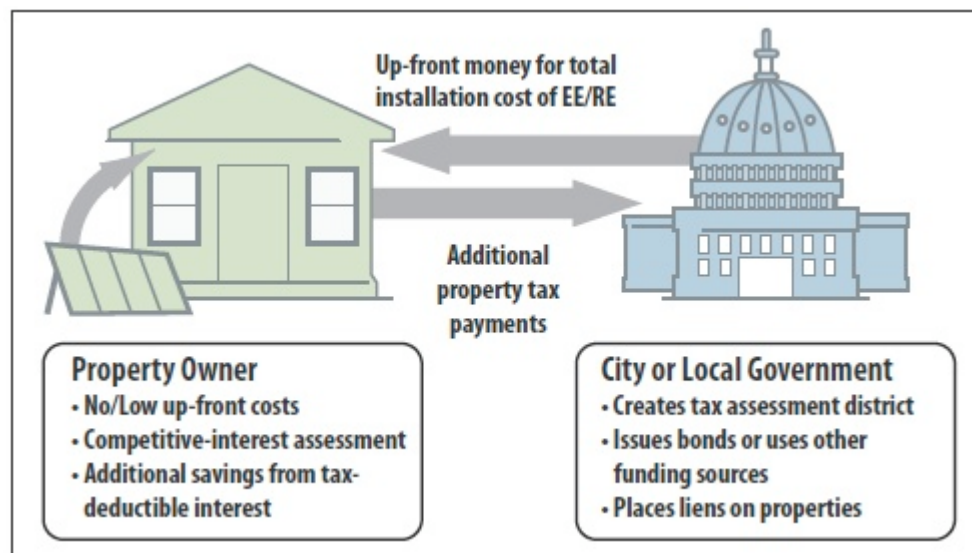 Up-front money for total
installation cost of EE/RE
Additional
property tax
payments
Property Owner
• No/Low up-front costs
• Competitive-interest assessment
• Additional savings from tax-
deductible interest
City or Local Government
• Creates tax assessment district
• Issues bonds or uses other
funding sources
• Places liens on properties